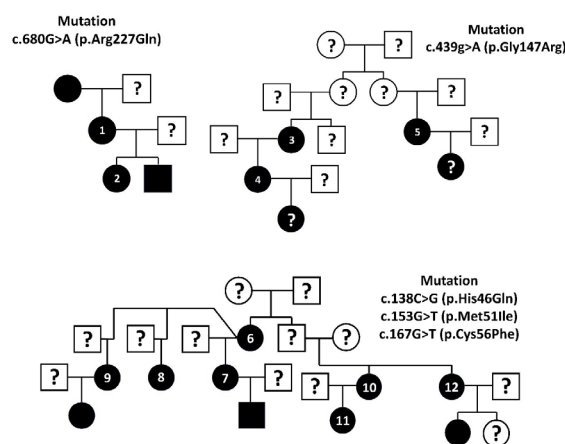 Mutation
c.680G>A (p.Arg227Gln)
Mutation
c.439g>A (p.Gly147Arg)
? ?
?
1 ?
2
? ? ?
? 3 ?
5 ?
4 ?
?
?
Mutation
c.138C>G (p.His46Gln)
c.153G>T (p.Met51Ile)
c.167G>T (p.Cys56Phe)
? ?
? ? ? 6 ? ?
? 9 8 7 ? ? 10 12 ?
11 ?